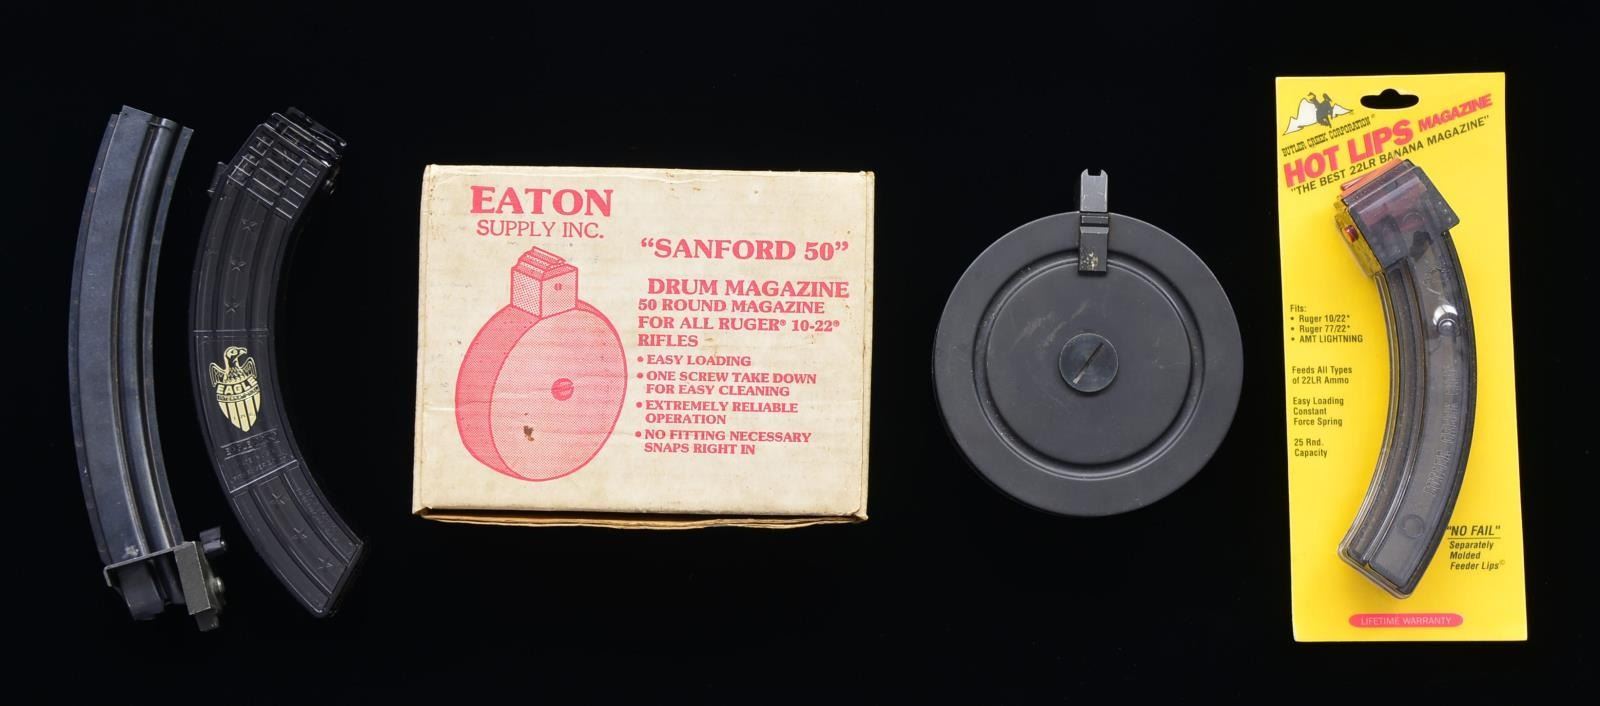 EAGLE
EATON
SUPPLY INC.
"SANFORD 50"
DRUM MAGAZINE
50 ROUND MAGAZINE
FOR ALL RUGER® 10-22®
RIFLES
• EASY LOADING
• ONE SCREW TAKE DOWN
FOR EASY CLEANING
• EXTREMELY RELIABLE
OPERATION
• NO FITTING NECESSARY
SNAPS RIGHT IN
BUTLER CREEK CORPORATION®
HOT LIPS MAGAZINE
"THE BEST 22LR BANANA MAGAZINE"
Fits:
• Ruger 10/22*
• Ruger 77/22*
• AMT LIGHTNING
Feeds All Types
of 22LR Ammo
Easy Loading
Constant
Force Spring
25 Rnd.
Capacity
"NO FAIL"
Separately
Molded
Feeder Lips©
LIFETIME WARRANTY